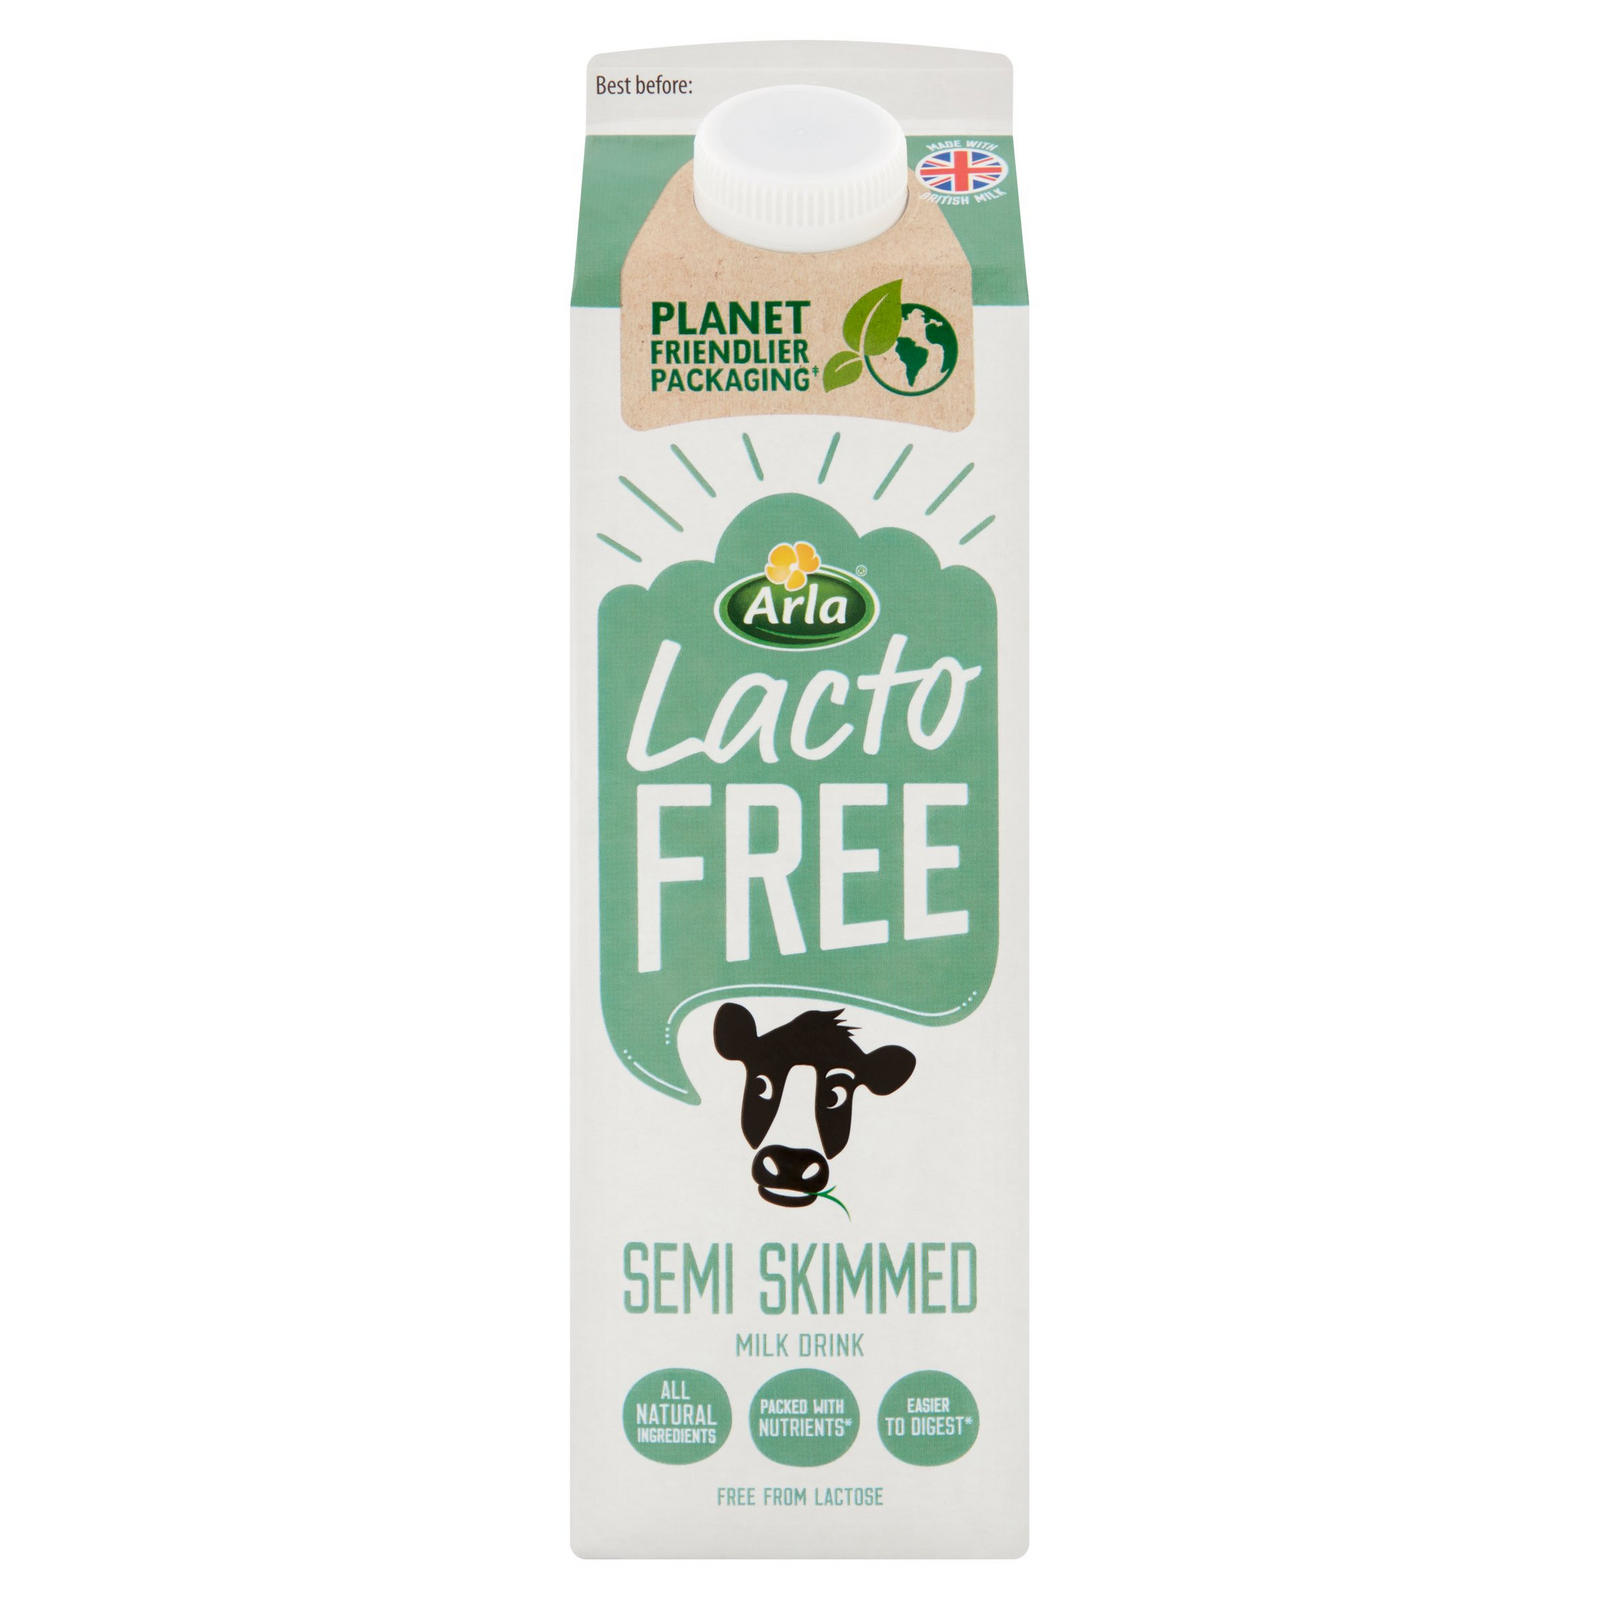 Best before:
MADE WITH
BRITISH MILK
PLANET
FRIENDLIER
PACKAGING‡
Arla®
Lacto
FREE
SEMI SKIMMED
MILK DRINK
ALL
NATURAL
INGREDIENTS
PACKED WITH
NUTRIENTS*
EASIER
TO DIGEST*
FREE FROM LACTOSE